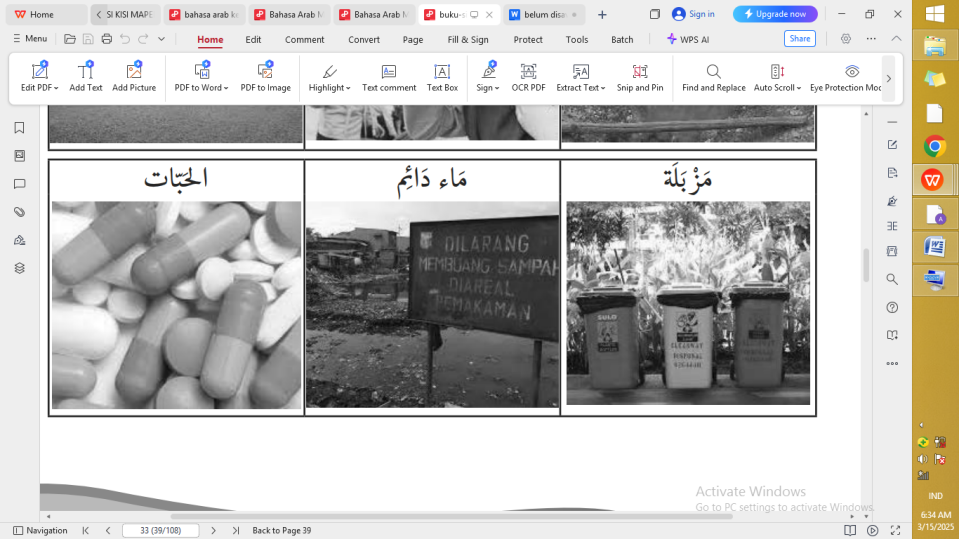 Home
SI KISI MAPE
bahasa arab ke
Bahasa Arab M
Bahasa Arab M
buku-s
belum disa
Sign in
Upgrade now
Menu
Home
Edit
Comment
Convert
Page
Fill & Sign
Protect
Tools
Batch
WPS AI
Share
Edit PDF
Add Text
Add Picture
PDF to Word
PDF to Image
Highlight
Text comment
Text Box
Sign
OCR PDF
Extract Text
Snip and Pin
Find and Replace
Auto Scroll
Eye Protection Mod
مَزْبَلَة
مَاء دَائِم
الحَبّات
DILARANG
MEMBUANG SAMPAH
DIAREAL
PEMAKAMAN
SULO
Activate Windows
Go to PC settings to activate Windows.
Navigation
33 (39/108)
Back to Page 39
IND
6:34 AM
3/15/2025